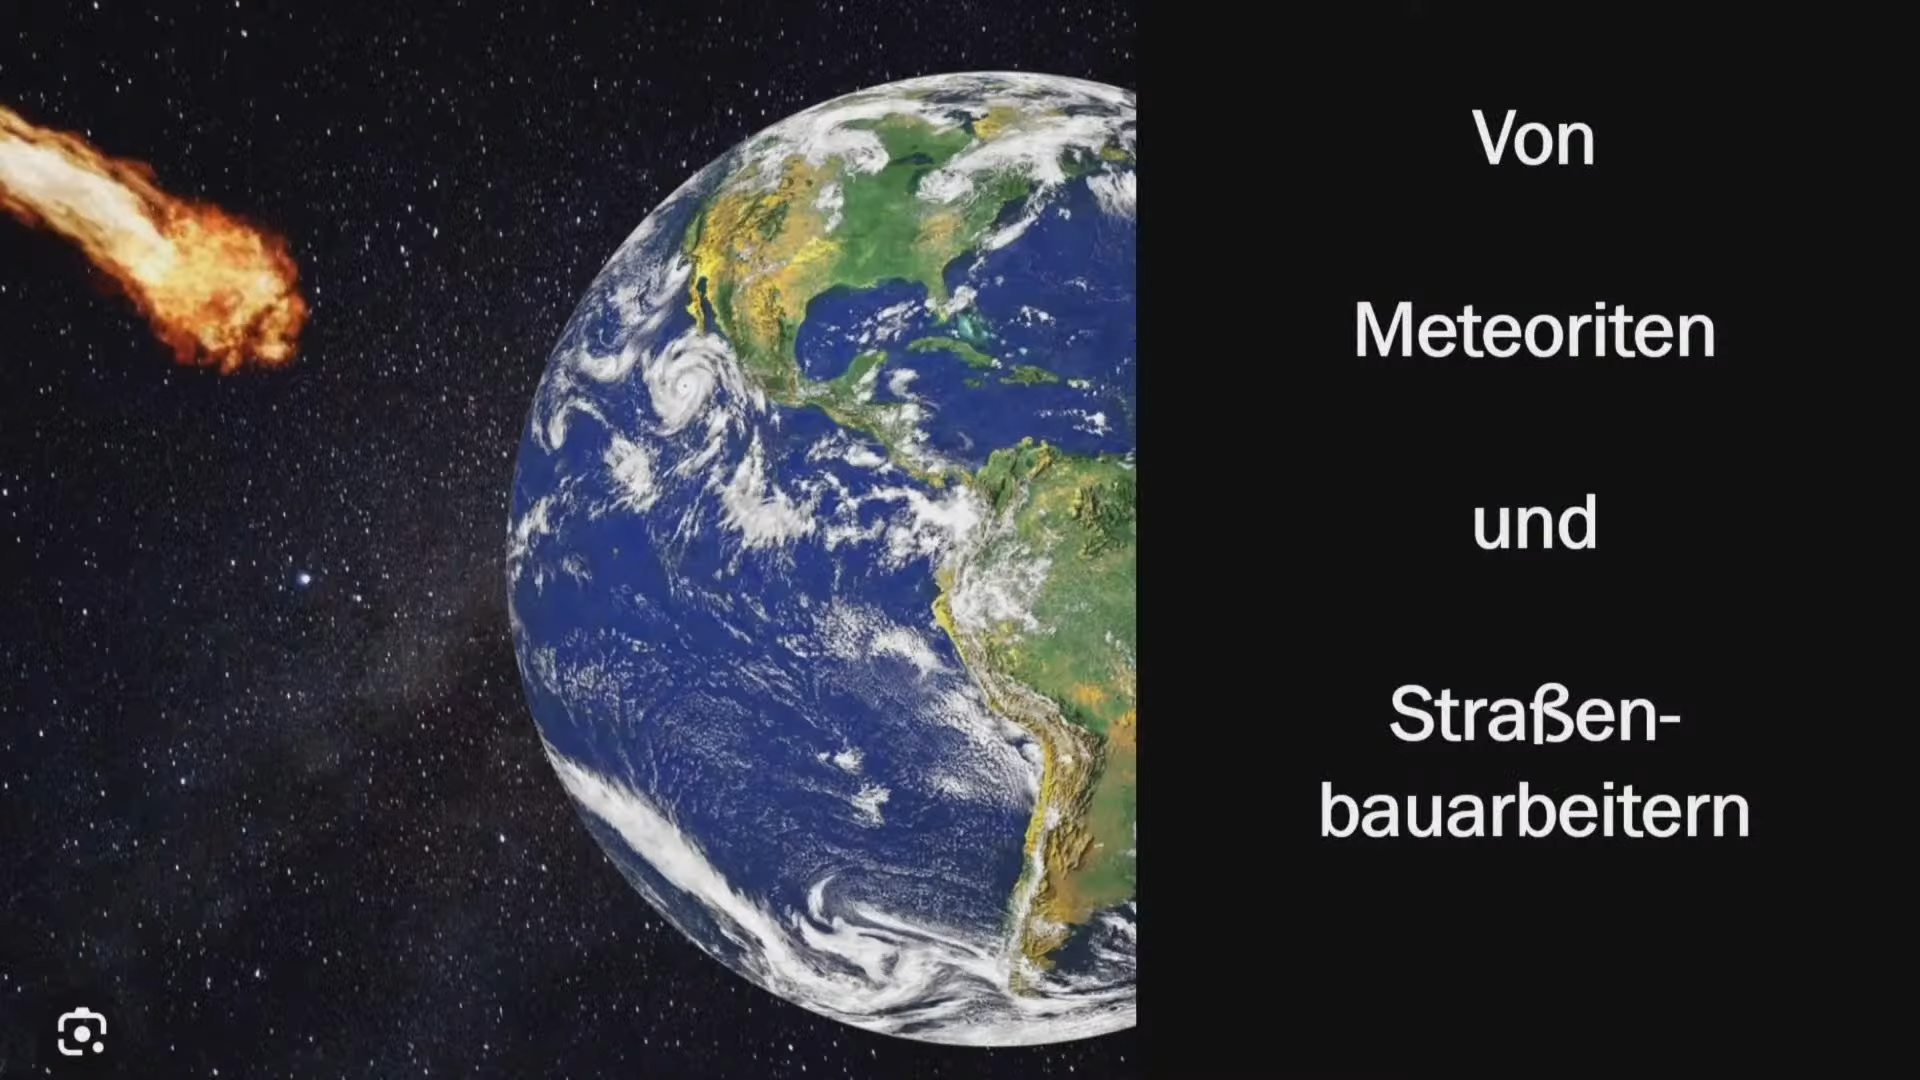 Von
Meteoriten
und
Straßen-
bauarbeitern